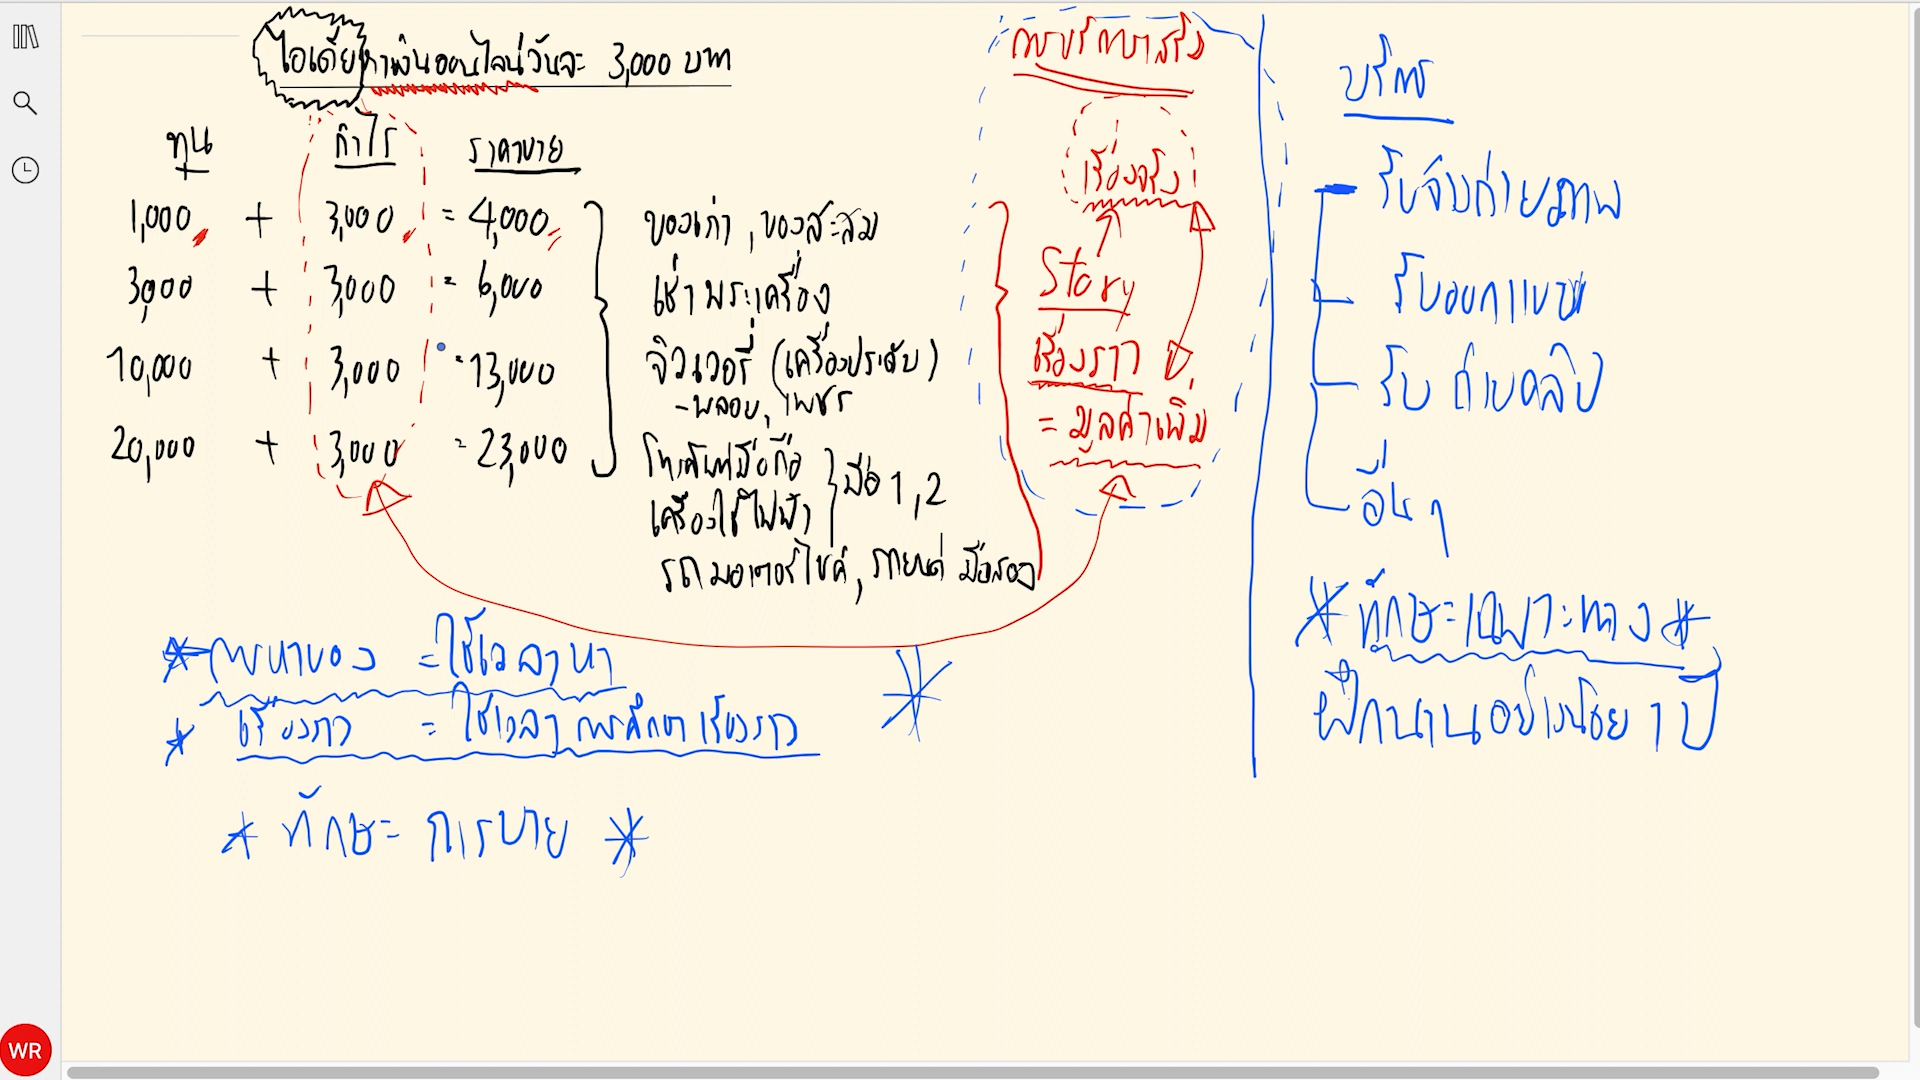 ไอเดียหาเงินออนไลน์วันละ 3,000 บาท
ทุน กำไร ราคาขาย
1,000 + 3,000 = 4,000
3,000 + 3,000 = 6,000
10,000 + 3,000 = 13,000
20,000 + 3,000 = 23,000
ของเก่า, ของสะสม
เช่าพระเครื่อง
จิวเวอรี่ (เครื่องประดับ)
- พลอย, เพชร
โทรศัพท์มือถือ
เครื่องใช้ไฟฟ้า
มือ 1, 2
รถมอเตอร์ไซค์, รถยนต์ มือสอง
เรื่องจริง
Story
เรื่องราว
= มูลค่าเพิ่ม
บริการ
รับจ้างถ่ายภาพ
รับออกแบบ
รับ ถ่ายคลิป
อื่น ๆ
* ทักษะเฉพาะทาง *
ฝึกนานอย่างน้อย 1 ปี
* การหาของ = ใช้เวลาหา
* เรื่องราว = ใช้เวลาการศึกษาเรื่องราว
* ทักษะ การขาย *
WR